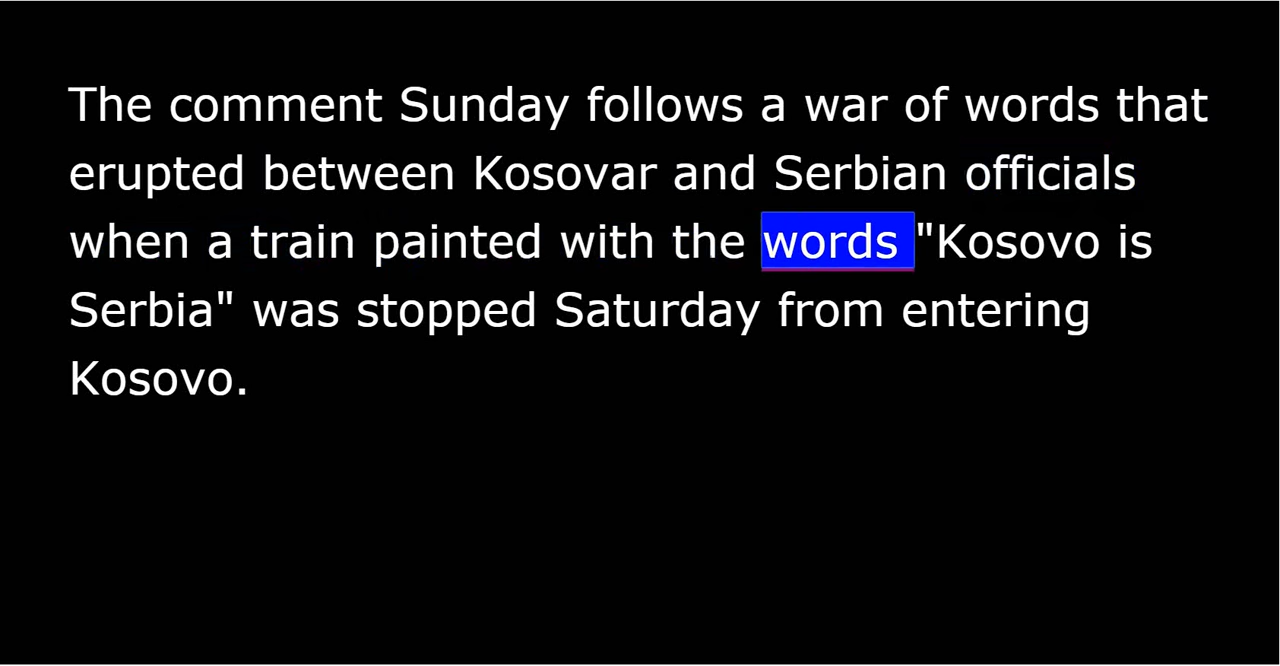 The comment Sunday follows a war of words that
erupted between Kosovar and Serbian officials
when a train painted with the words "Kosovo is
Serbia" was stopped Saturday from entering
Kosovo.